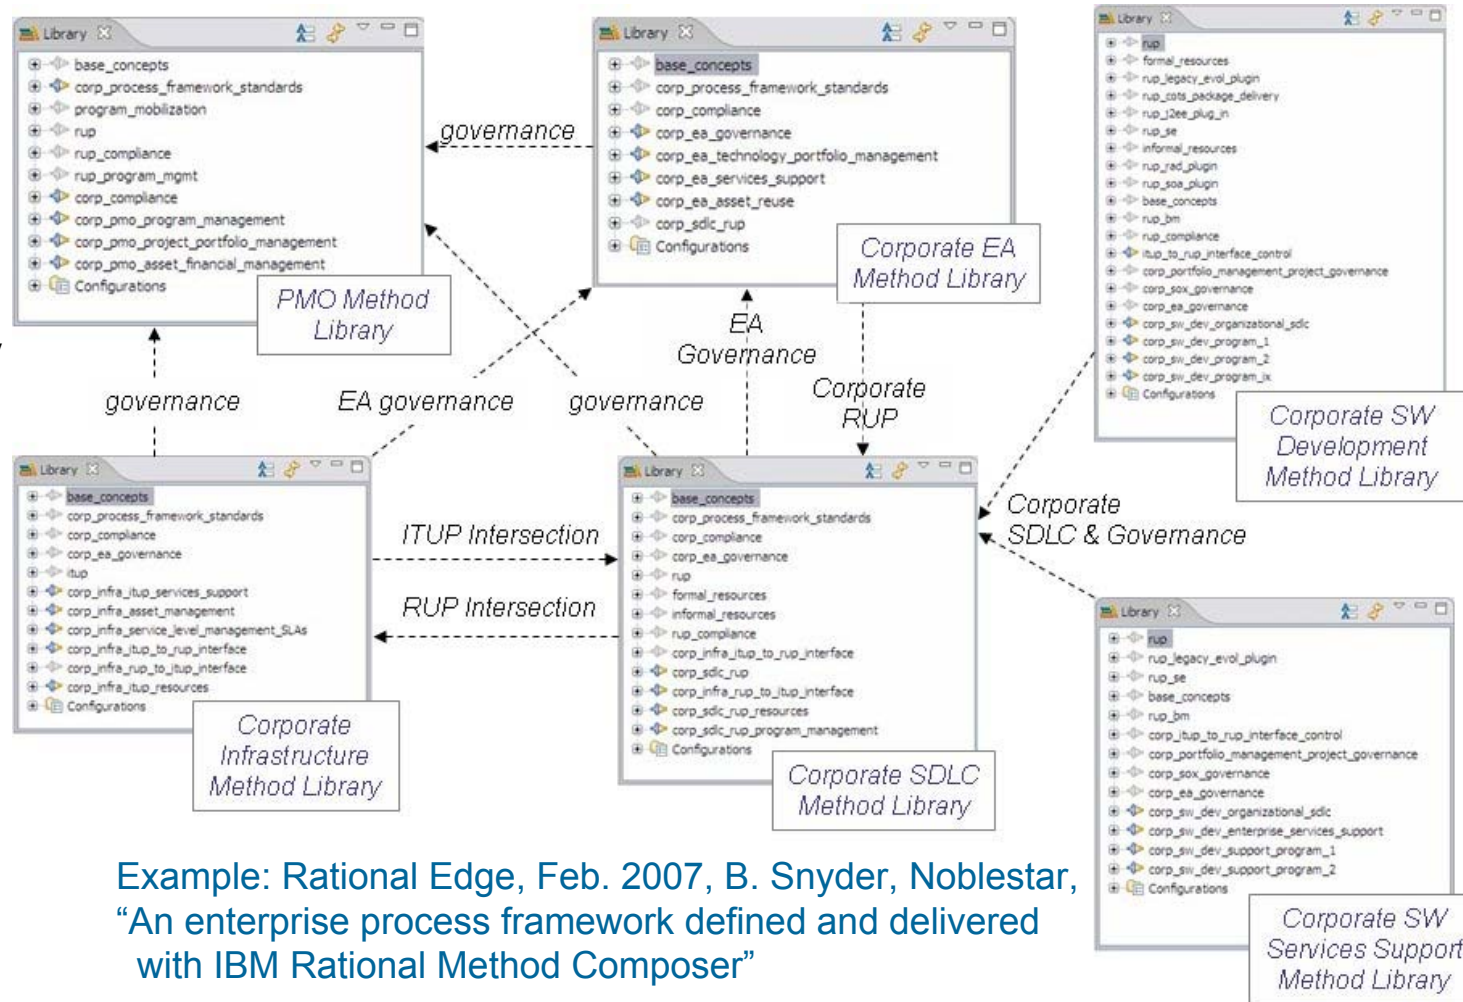 Library
base_concepts
corp_process_framework_standards
program_mobilization
rup
rup_compliance
rup_program_mgmt
corp_compliance
corp_pmo_program_management
corp_pmo_project_portfolio_management
corp_pmo_asset_financial_management
Configurations
PMO Method
Library
governance
Library
base_concepts
corp_process_framework_standards
corp_compliance
corp_ea_governance
corp_ea_technology_portfolio_management
corp_ea_services_support
corp_ea_asset_reuse
corp_sdlc_rup
Configurations
Corporate EA
Method Library
Library
rup
formal_resources
rup_legacy_evol_plugin
rup_cots_package_delivery
rup_j2ee_plug_in
rup_se
informal_resources
rup_rad_plugin
rup_soa_plugin
base_concepts
rup_bm
rup_compliance
itup_to_rup_interface_control
corp_portfolio_management_project_governance
corp_sox_governance
corp_ea_governance
corp_sw_dev_organizational_sdlc
corp_sw_dev_program_1
corp_sw_dev_program_2
corp_sw_dev_program_ix
Configurations
Corporate SW
Development
Method Library
governance
EA governance
governance
EA
Governance
Corporate
RUP
Library
base_concepts
corp_process_framework_standards
corp_compliance
corp_ea_governance
itup
corp_infra_itup_services_support
corp_infra_asset_management
corp_infra_service_level_management_SLAs
corp_infra_itup_to_rup_interface
corp_infra_rup_to_itup_interface
corp_infra_itup_resources
Configurations
Corporate
Infrastructure
Method Library
ITUP Intersection
RUP Intersection
Library
base_concepts
corp_process_framework_standards
corp_compliance
corp_ea_governance
rup
formal_resources
informal_resources
rup_compliance
corp_infra_itup_to_rup_interface
corp_sdlc_rup
corp_infra_rup_to_itup_interface
corp_sdlc_rup_resources
corp_sdlc_rup_program_management
Configurations
Corporate SDLC
Method Library
Corporate
SDLC & Governance
Library
rup
rup_legacy_evol_plugin
rup_se
base_concepts
rup_bm
corp_itup_to_rup_interface_control
corp_portfolio_management_project_governance
corp_sox_governance
corp_ea_governance
corp_sw_dev_organizational_sdlc
corp_sw_dev_enterprise_services_support
corp_sw_dev_support_program_1
corp_sw_dev_support_program_2
Configurations
Corporate SW
Services Support
Method Library
Example: Rational Edge, Feb. 2007, B. Snyder, Noblestar,
“An enterprise process framework defined and delivered
with IBM Rational Method Composer”